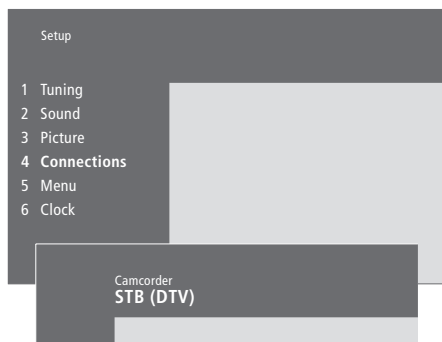 Setup
1 Tuning
2 Sound
3 Picture
4 Connections
5 Menu
6 Clock
Camcorder
STB (DTV)